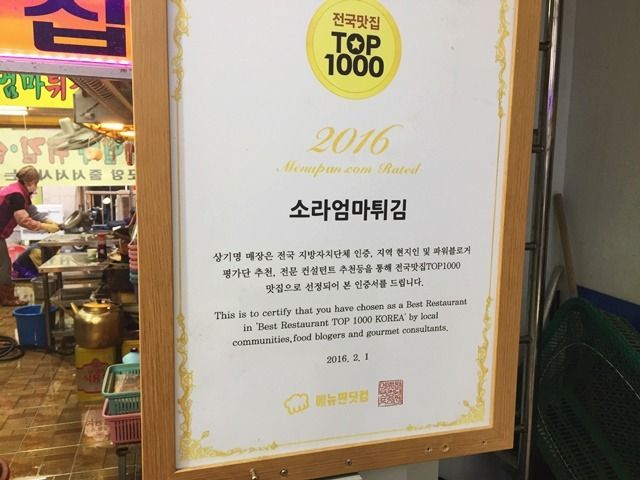 집
엄마튀
전국맛집
TOP
1000
2016
Menupan.com Rated
소라엄마튀김
상기명 매장은 전국 지방자치단체 인증, 지역 현지인 및 파워블로거
평가단 추천, 전문 컨설턴트 추천등을 통해 전국맛집TOP1000
맛집으로 선정되어 본 인증서를 드립니다.
This is to certify that you have chosen as a Best Restaurant
in 'Best Restaurant TOP 1000 KOREA' by local
communities,food blogers and gourmet consultants.
2016. 2. 1
메뉴판닷컴